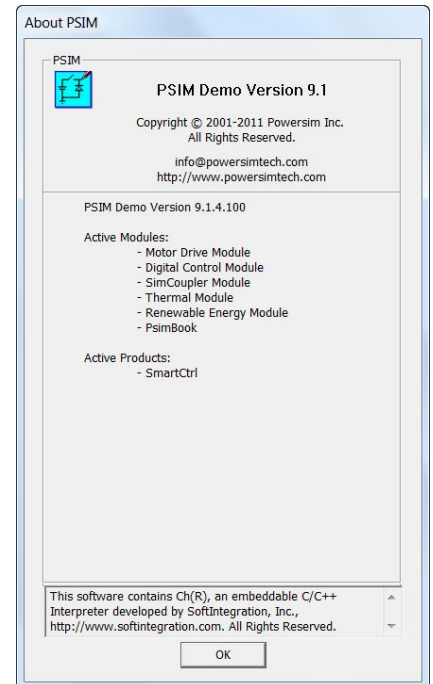 About PSIM
PSIM
PSIM Demo Version 9.1
Copyright © 2001-2011 Powersim Inc.
All Rights Reserved.
info@powersimtech.com
http://www.powersimtech.com
PSIM Demo Version 9.1.4.100
Active Modules:
- Motor Drive Module
- Digital Control Module
- SimCoupler Module
- Thermal Module
- Renewable Energy Module
- PsimBook
Active Products:
- SmartCtrl
This software contains Ch(R), an embeddable C/C++
Interpreter developed by SoftIntegration, Inc.,
http://www.softintegration.com. All Rights Reserved.
OK